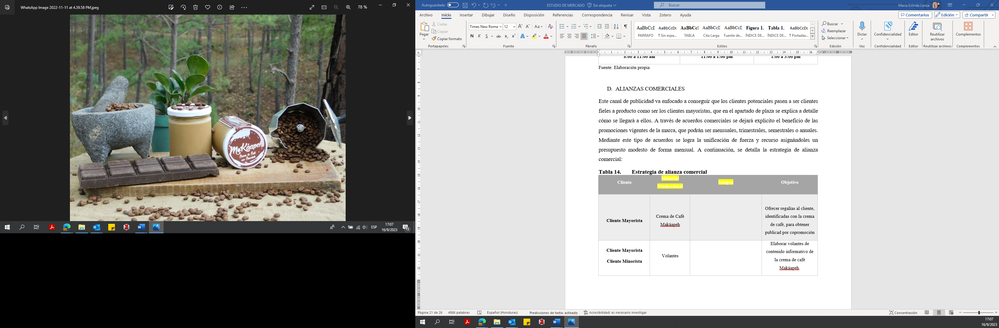 WhatsApp Image 2022-11-11 at 4.39.58 PM.jpeg
78 %
MoKáapeh
Crema de Café
con Chocolate
ESP
17:07
16/9/2023
13
Autoguardado
ESTUDIO DE MERCADO
Sin etiqueta
Buscar
Maria Erlinda Lanza
Archivo
Inicio
Insertar
Dibujar
Diseño
Disposición
Referencias
Correspondencia
Revisar
Vista
Zotero
Ayuda
Comentarios
Edición
Compartir
Pegar
Cortar
Copiar
Copiar formato
Portapapeles
Times New Roma
12
Fuente
Párrafo
AaBbCcI
PARRAFO
AaBbCcDc
¶ Sin espa...
AaBbCcl
TABLA
AaBbCcE
Cita Larga
AaBbCcD
Fuente de...
Figura 1.
ÍNDICE DE...
Tabla 1.
ÍNDICE DE...
AaBbCcDc
¶ Portadas...
Estilos
Buscar
Reemplazar
Seleccionar
Edición
Dictar
Voz
Confidencialidad
Confidencialidad
Editor
Editor
Reutilizar
archivos
Reutilizar archivos
Complementos
Complementos
8:00 a 11:00 am 11:00 a 1:00 pm 1:00 a 3:00 pm
Fuente: Elaboración propia
D. ALIANZAS COMERCIALES
Este canal de publicidad va enfocado a conseguir que los clientes potenciales pasen a ser clientes
fieles a producto como ser los clientes mayoristas, que en el apartado de plaza se explica a detalle
cómo se llegará a ellos. A través de acuerdos comerciales se dejará explicito el beneficio de las
promociones vigentes de la marca, que podrán ser mensuales, trimestrales, semestrales o anuales.
Mediante este tipo de acuerdos se logra la unificación de fuerza y recurso asignándoles un
presupuesto modesto de forma mensual. A continuación, se detalla la estrategia de alianza
comercial:
Tabla 14. Estrategia de alianza comercial
Cliente
Material
Promocional
Imagen
Objetivo
Cliente Mayorista
Crema de Café
Makáapeh
Ofrecer regalías al cliente,
identificadas con la crema
de café, para obtener
publicad por copromoción
Cliente Mayorista
Cliente Minorista
Volantes
Elaborar volantes de
contenido informativo de
la crema de café
Makáapeh.
Página 21 de 26
4866 palabras
Español (Honduras)
Predicciones de texto: activado
Accesibilidad: es necesario investigar
Concentración
17:07
16/9/2023